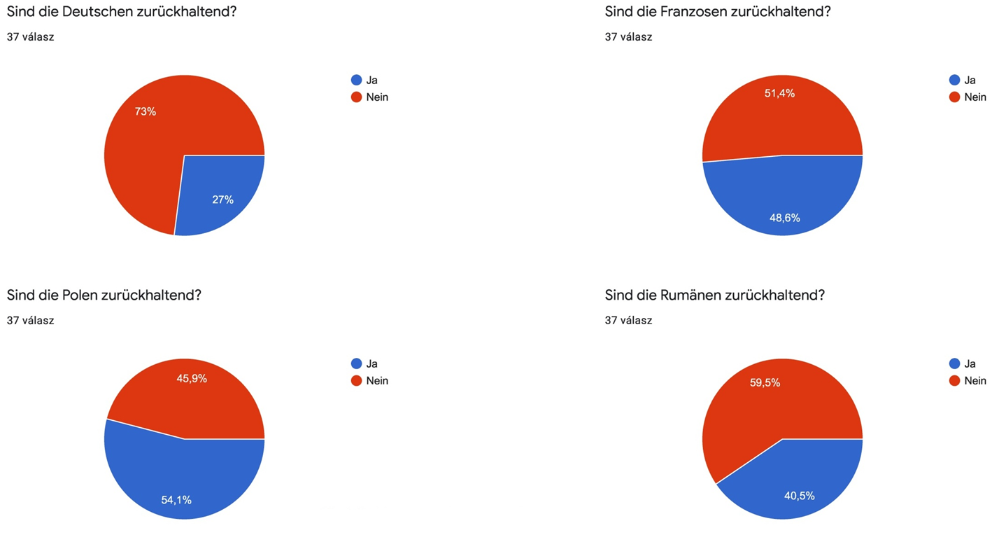 Sind die Deutschen zurückhaltend?
37 válasz
Ja
Nein
73%
27%
Sind die Franzosen zurückhaltend?
37 válasz
Ja
Nein
51,4%
48,6%
Sind die Polen zurückhaltend?
37 válasz
Ja
Nein
45,9%
54,1%
Sind die Rumänen zurückhaltend?
37 válasz
Ja
Nein
59,5%
40,5%